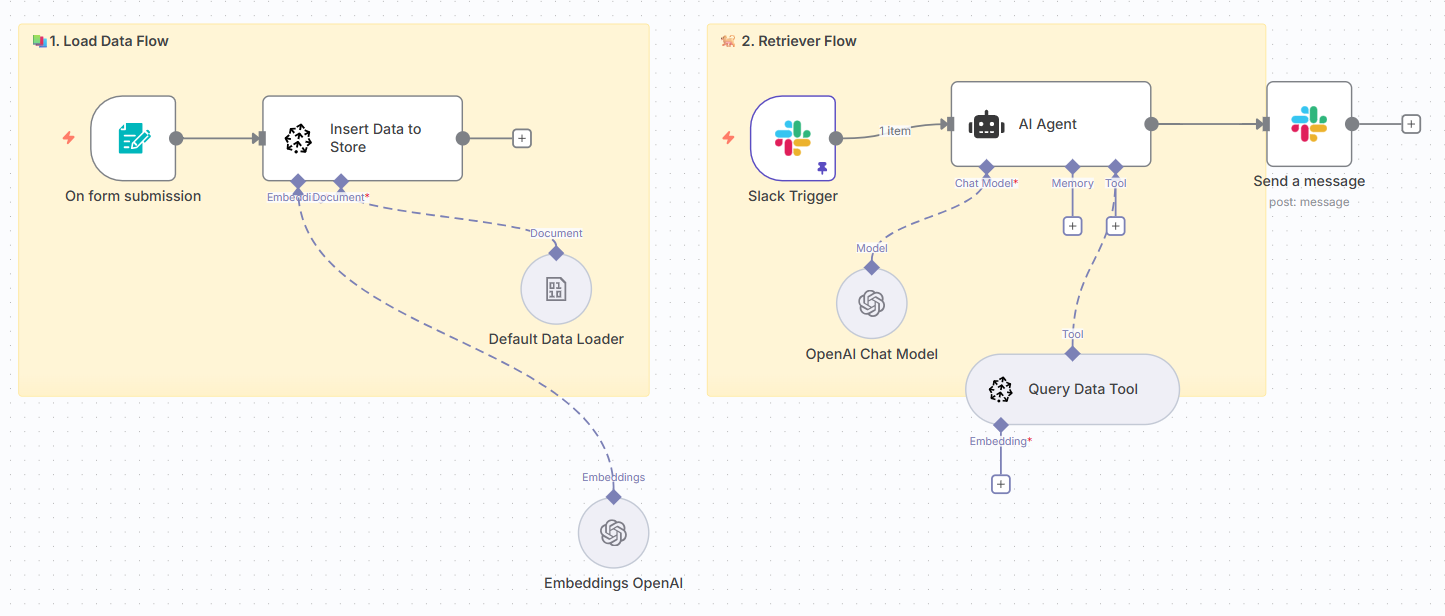 1. Load Data Flow
On form submission
Insert Data to
Store
Embeddi
Document*
Document
Default Data Loader
Embeddings
Embeddings OpenAI
2. Retriever Flow
Slack Trigger
1 item
AI Agent
Chat Model*
Memory
Tool
Model
OpenAI Chat Model
Tool
Query Data Tool
Embedding*
Send a message
post: message